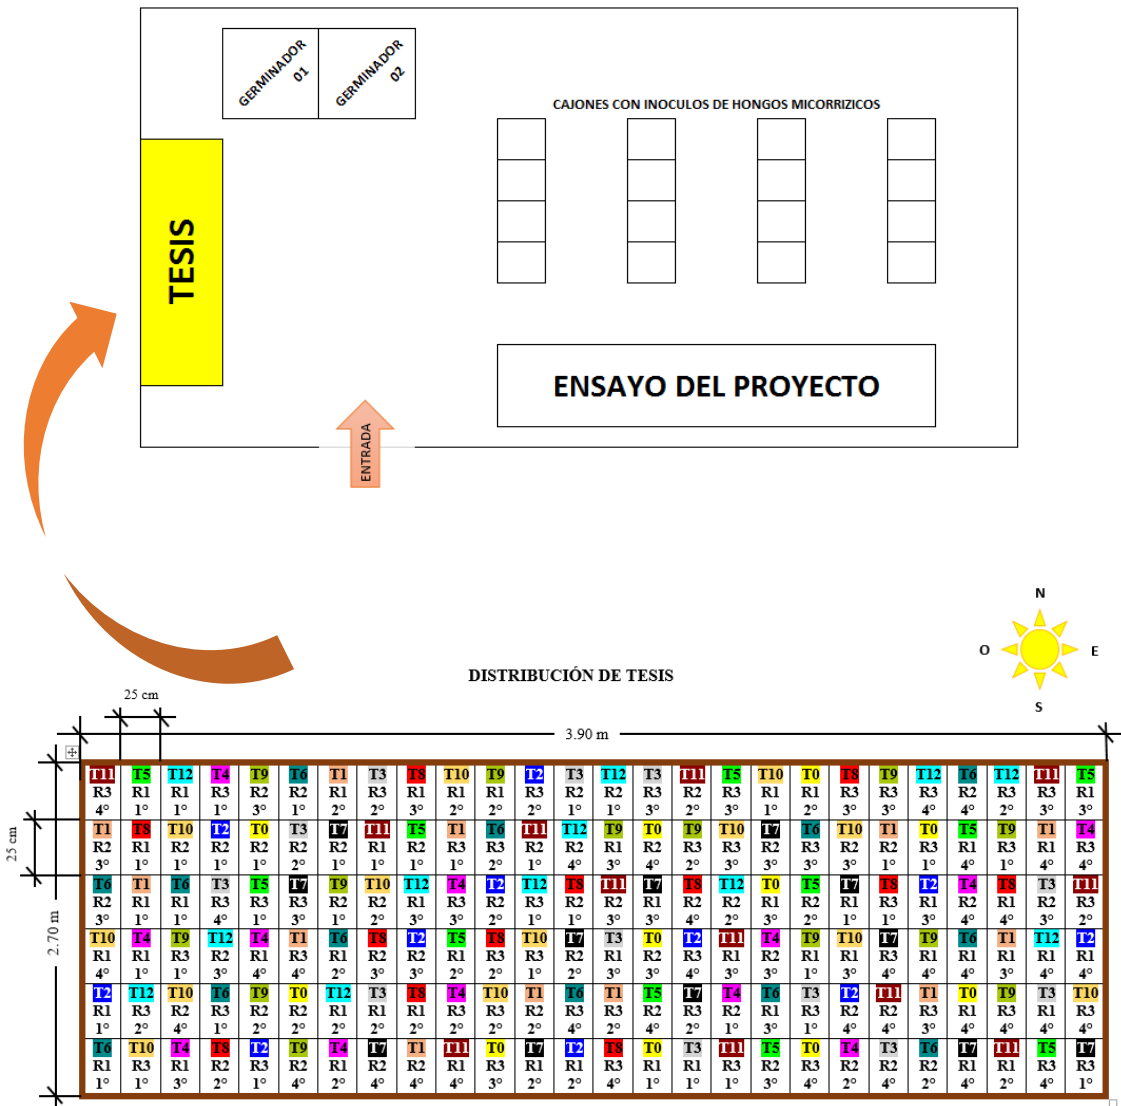 GERMINADOR
01
GERMINADOR
02
CAJONES CON INOCULOS DE HONGOS MICORRIZICOS
TESIS
ENSAYO DEL PROYECTO
ENTRADA
N
O E
S
DISTRIBUCIÓN DE TESIS
25 cm
3.90 m
25 cm
2.70 m
T11 T5 T12 T4 T9 T6 T1 T3 T8 T10 T9 T2 T3 T12 T3 T11 T5 T10 T0 T8 T9 T12 T6 T12 T11 T5
R3 R1 R1 R3 R2 R2 R1 R2 R3 R1 R1 R3 R2 R1 R3 R2 R1 R1 R2 R3 R3 R3 R2 R2 R3 R1
4° 1° 1° 1° 3° 1° 2° 2° 1° 2° 2° 2° 1° 1° 3° 2° 3° 1° 2° 3° 3° 4° 4° 2° 3° 3°
T1 T8 T10 T2 T0 T3 T7 T11 T5 T1 T6 T11 T12 T9 T0 T9 T10 T7 T6 T10 T1 T0 T5 T9 T1 T4
R2 R1 R2 R3 R1 R2 R2 R1 R1 R3 R3 R1 R2 R3 R2 R2 R3 R2 R2 R2 R1 R1 R1 R1 R1 R3
3° 1° 1° 1° 1° 2° 1° 1° 1° 2° 2° 1° 4° 3° 4° 2° 3° 3° 2° 3° 1° 4° 4° 1° 3° 4°
T6 T1 T6 T3 T5 T7 T9 T10 T12 T4 T2 T12 T8 T11 T7 T8 T12 T0 T5 T7 T8 T2 T4 T8 T3 T11
R2 R1 R1 R3 R3 R3 R2 R2 R1 R1 R2 R1 R2 R3 R1 R2 R2 R3 R2 R1 R3 R2 R1 R1 R3 R2
3° 1° 3° 4° 1° 3° 1° 2° 3° 3° 2° 1° 1° 3° 4° 3° 1° 3° 2° 1° 1° 3° 4° 4° 3° 2°
T10 T4 T9 T12 T4 T1 T6 T8 T2 T5 T8 T10 T7 T3 T0 T2 T11 T4 T9 T10 T7 T9 T6 T1 T12 T2
R1 R1 R3 R2 R1 R3 R1 R2 R2 R1 R2 R3 R2 R1 R3 R2 R3 R2 R1 R1 R3 R2 R3 R3 R1 R1
4° 1° 1° 3° 4° 4° 2° 3° 3° 2° 2° 1° 2° 3° 3° 4° 2° 3° 1° 3° 4° 3° 4° 1° 4° 4°
T2 T12 T10 T6 T9 T0 T12 T3 T8 T4 T10 T1 T6 T1 T5 T7 T4 T6 T3 T2 T11 T1 T0 T9 T3 T10
R1 R3 R2 R3 R1 R2 R1 R1 R1 R2 R3 R2 R3 R2 R3 R2 R2 R3 R3 R1 R1 R3 R1 R3 R1 R3
1° 2° 4° 1° 2° 2° 2° 2° 2° 2° 2° 2° 4° 2° 4° 2° 1° 3° 1° 4° 4° 3° 4° 2° 3° 4°
T6 T10 T4 T8 T2 T9 T4 T7 T1 T11 T0 T7 T2 T8 T0 T3 T11 T5 T0 T4 T3 T6 T7 T11 T5 T7
R1 R3 R1 R2 R3 R2 R1 R2 R1 R1 R2 R3 R1 R3 R1 R1 R1 R2 R3 R3 R2 R1 R2 R1 R3 R3
1° 1° 3° 2° 1° 4° 2° 4° 4° 4° 3° 2° 2° 4° 1° 1° 1° 3° 4° 2° 4° 2° 4° 2° 4° 1°